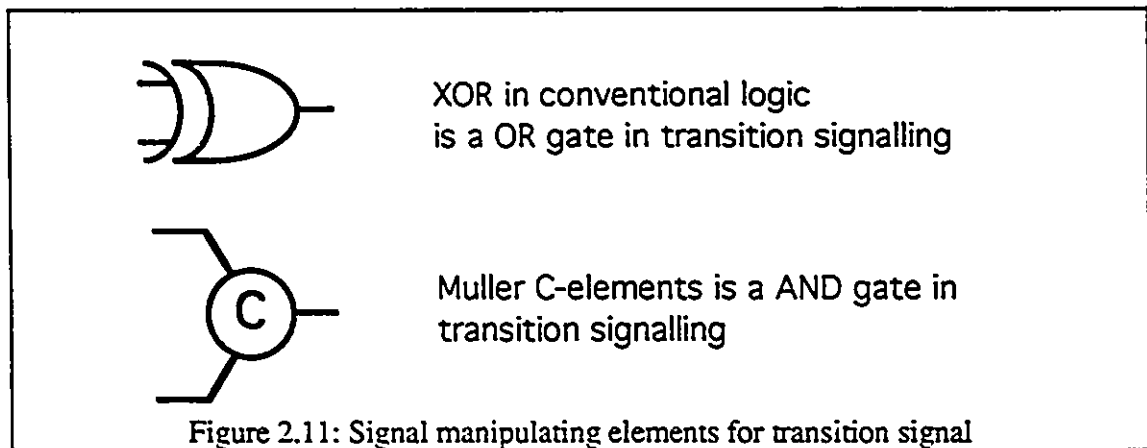 XOR in conventional logic
is a OR gate in transition signalling
C
Muller C-elements is a AND gate in
transition signalling
Figure 2.11: Signal manipulating elements for transition signal